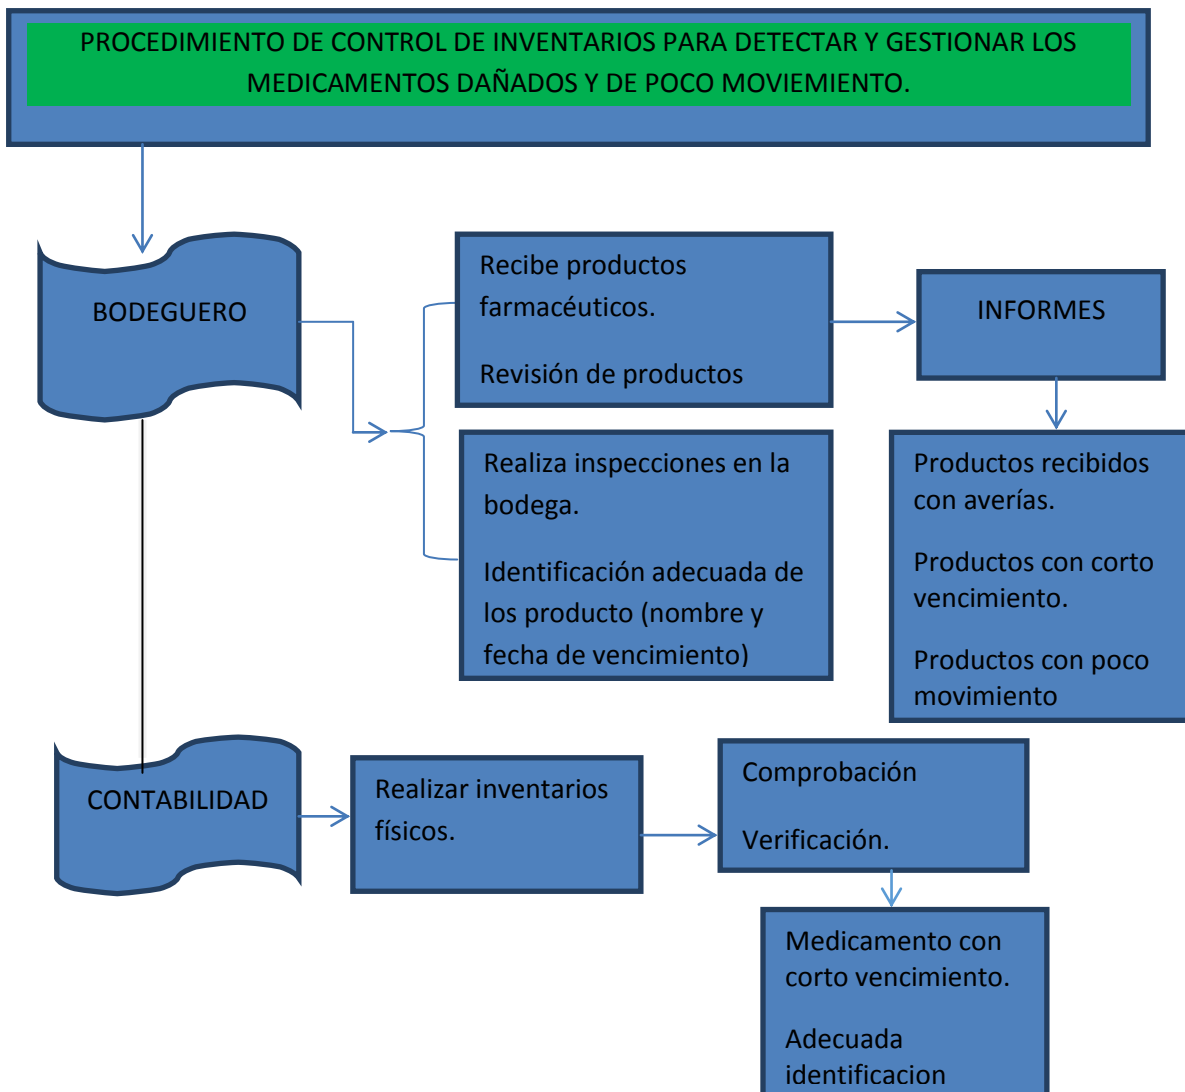 PROCEDIMIENTO DE CONTROL DE INVENTARIOS PARA DETECTAR Y GESTIONAR LOS
MEDICAMENTOS DAÑADOS Y DE POCO MOVIEMIENTO.
BODEGUERO
Recibe productos
farmacéuticos.
Revisión de productos
INFORMES
Realiza inspecciones en la
bodega.
Identificación adecuada de
los producto (nombre y
fecha de vencimiento)
Productos recibidos
con averías.
Productos con corto
vencimiento.
Productos con poco
movimiento
CONTABILIDAD
Realizar inventarios
físicos.
Comprobación
Verificación.
Medicamento con
corto vencimiento.
Adecuada
identificacion